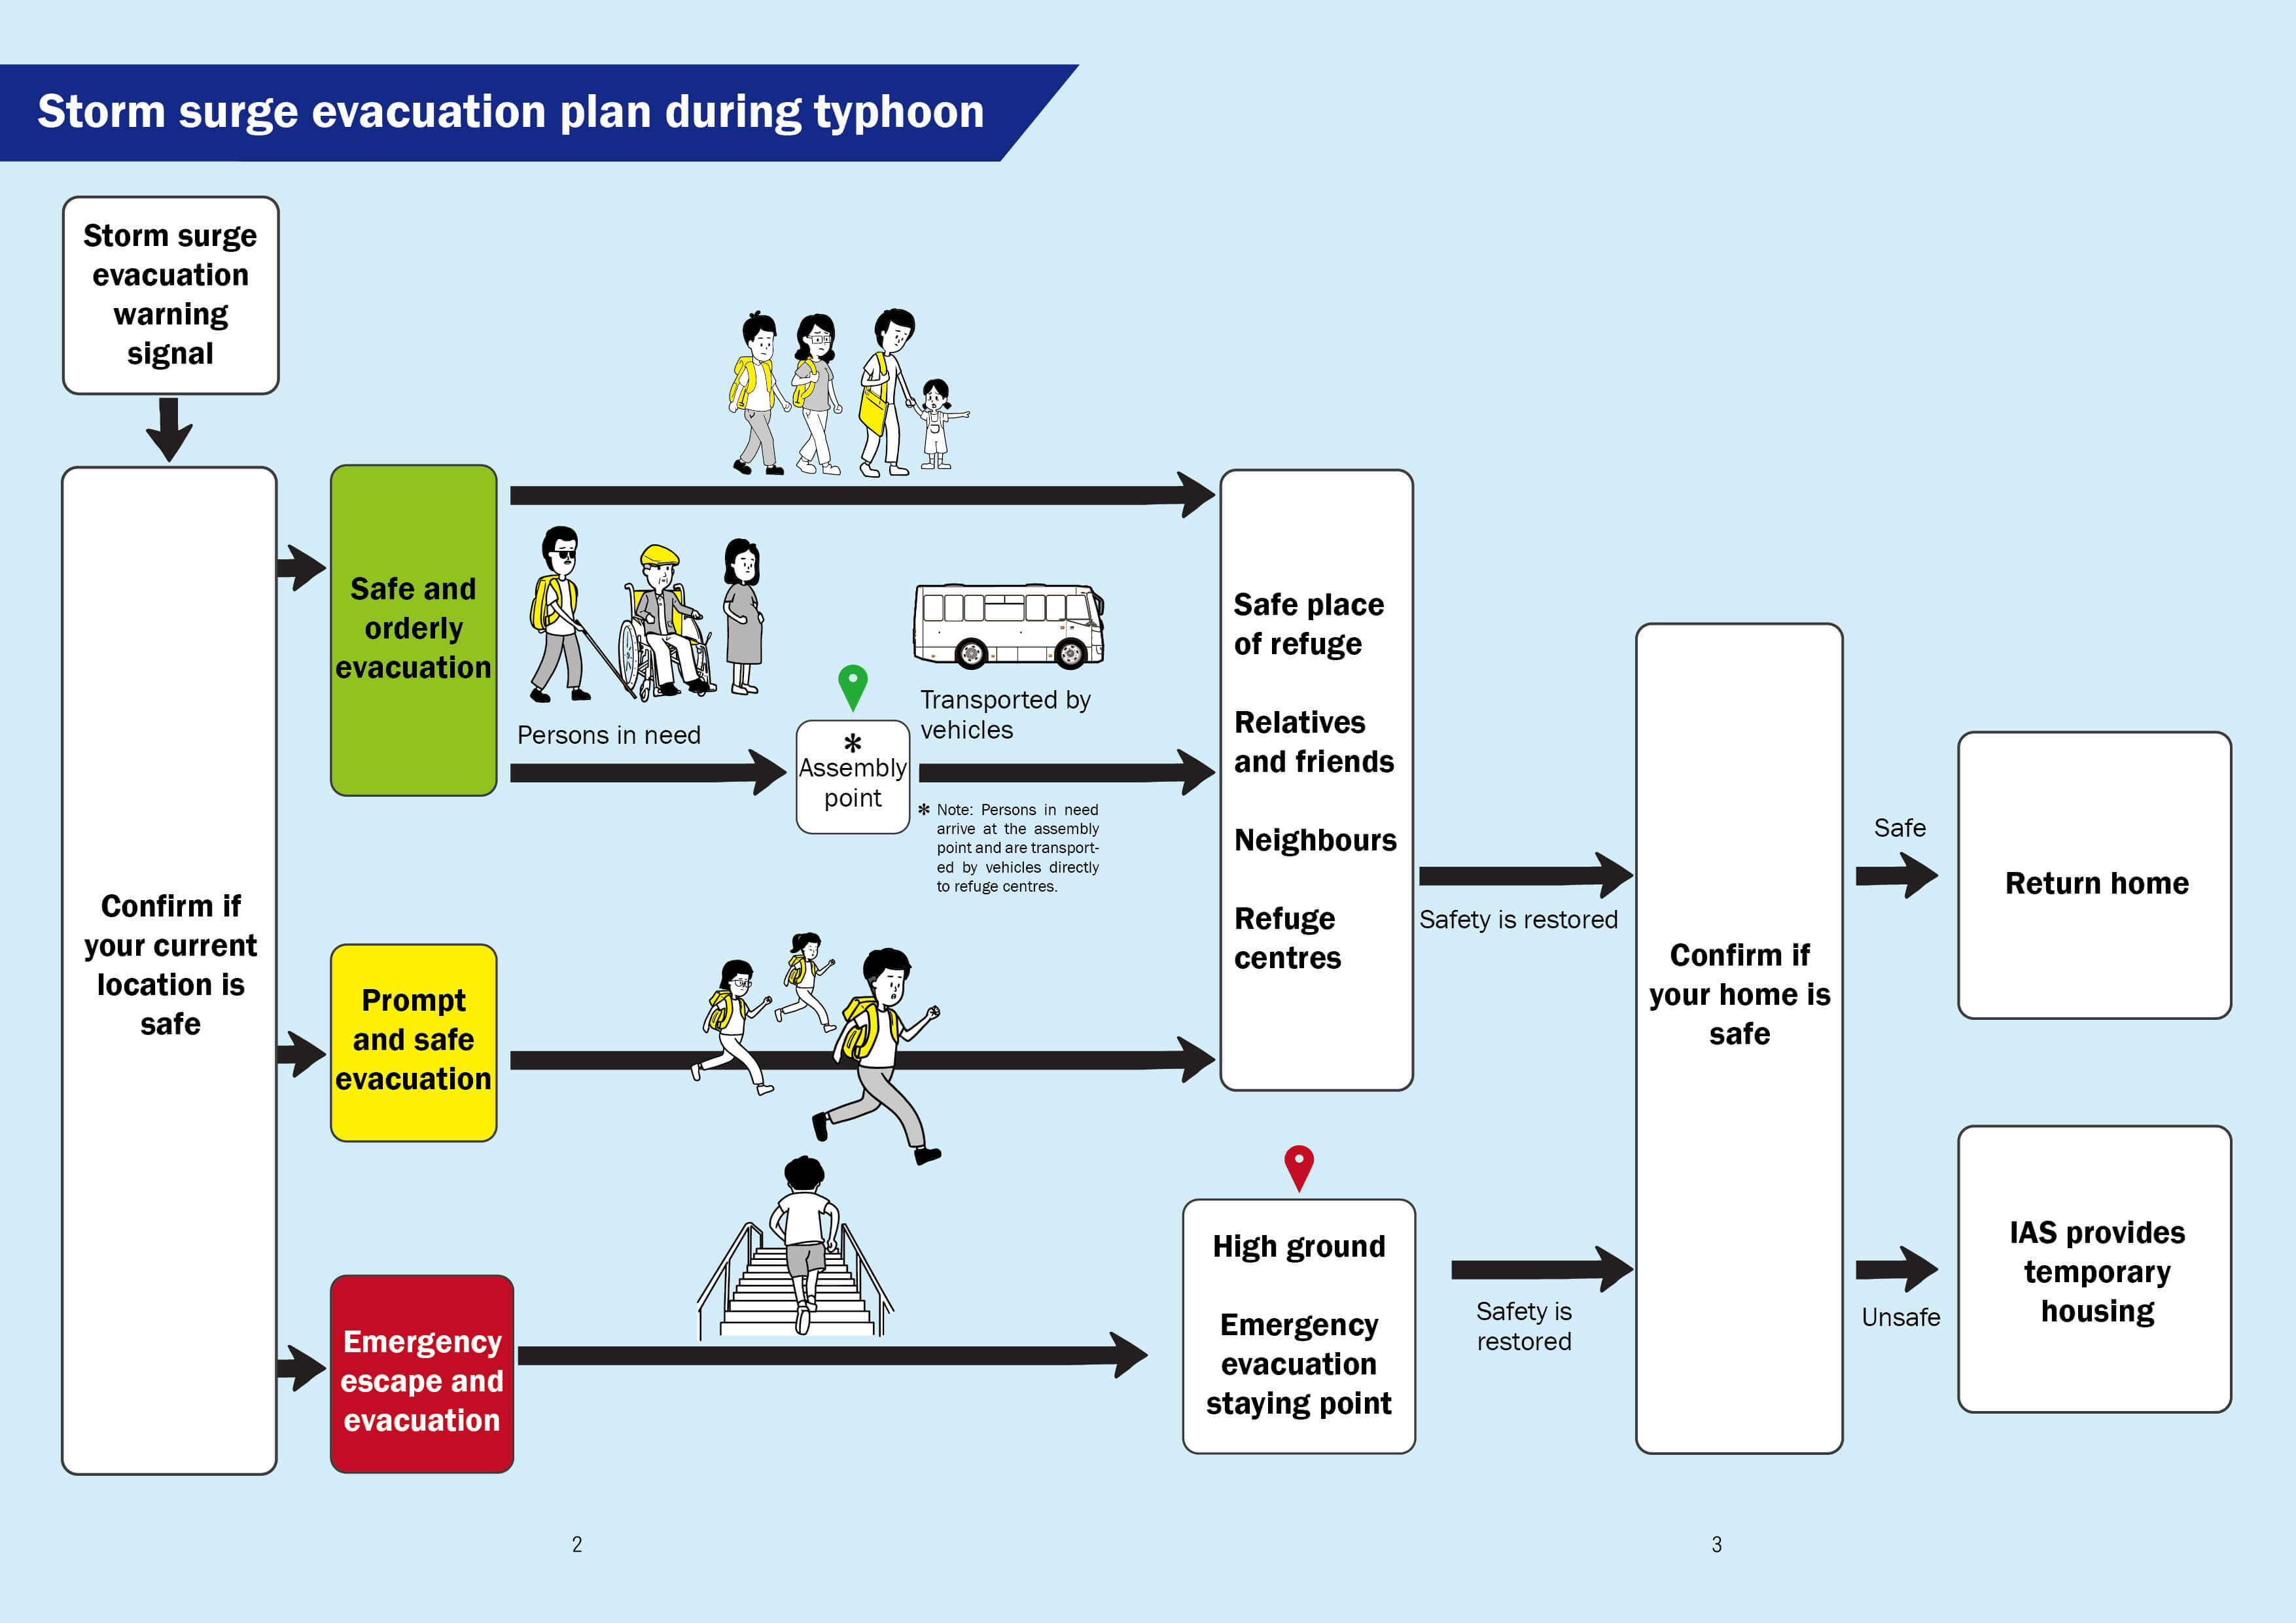 Storm surge evacuation plan during typhoon
Storm surge
evacuation
warning
signal
Confirm if
your current
location is
safe
Safe and
orderly
evacuation
Persons in need
*
Assembly
point
Transported by
vehicles
* Note: Persons in need
arrive at the assembly
point and are transport-
ed by vehicles directly
to refuge centres.
Prompt
and safe
evacuation
Emergency
escape and
evacuation
Safe place
of refuge
Relatives
and friends
Neighbours
Refuge
centres
High ground
Emergency
evacuation
staying point
Safety is restored
Safety is
restored
Confirm if
your home is
safe
Safe
Return home
Unsafe
IAS provides
temporary
housing
2
3